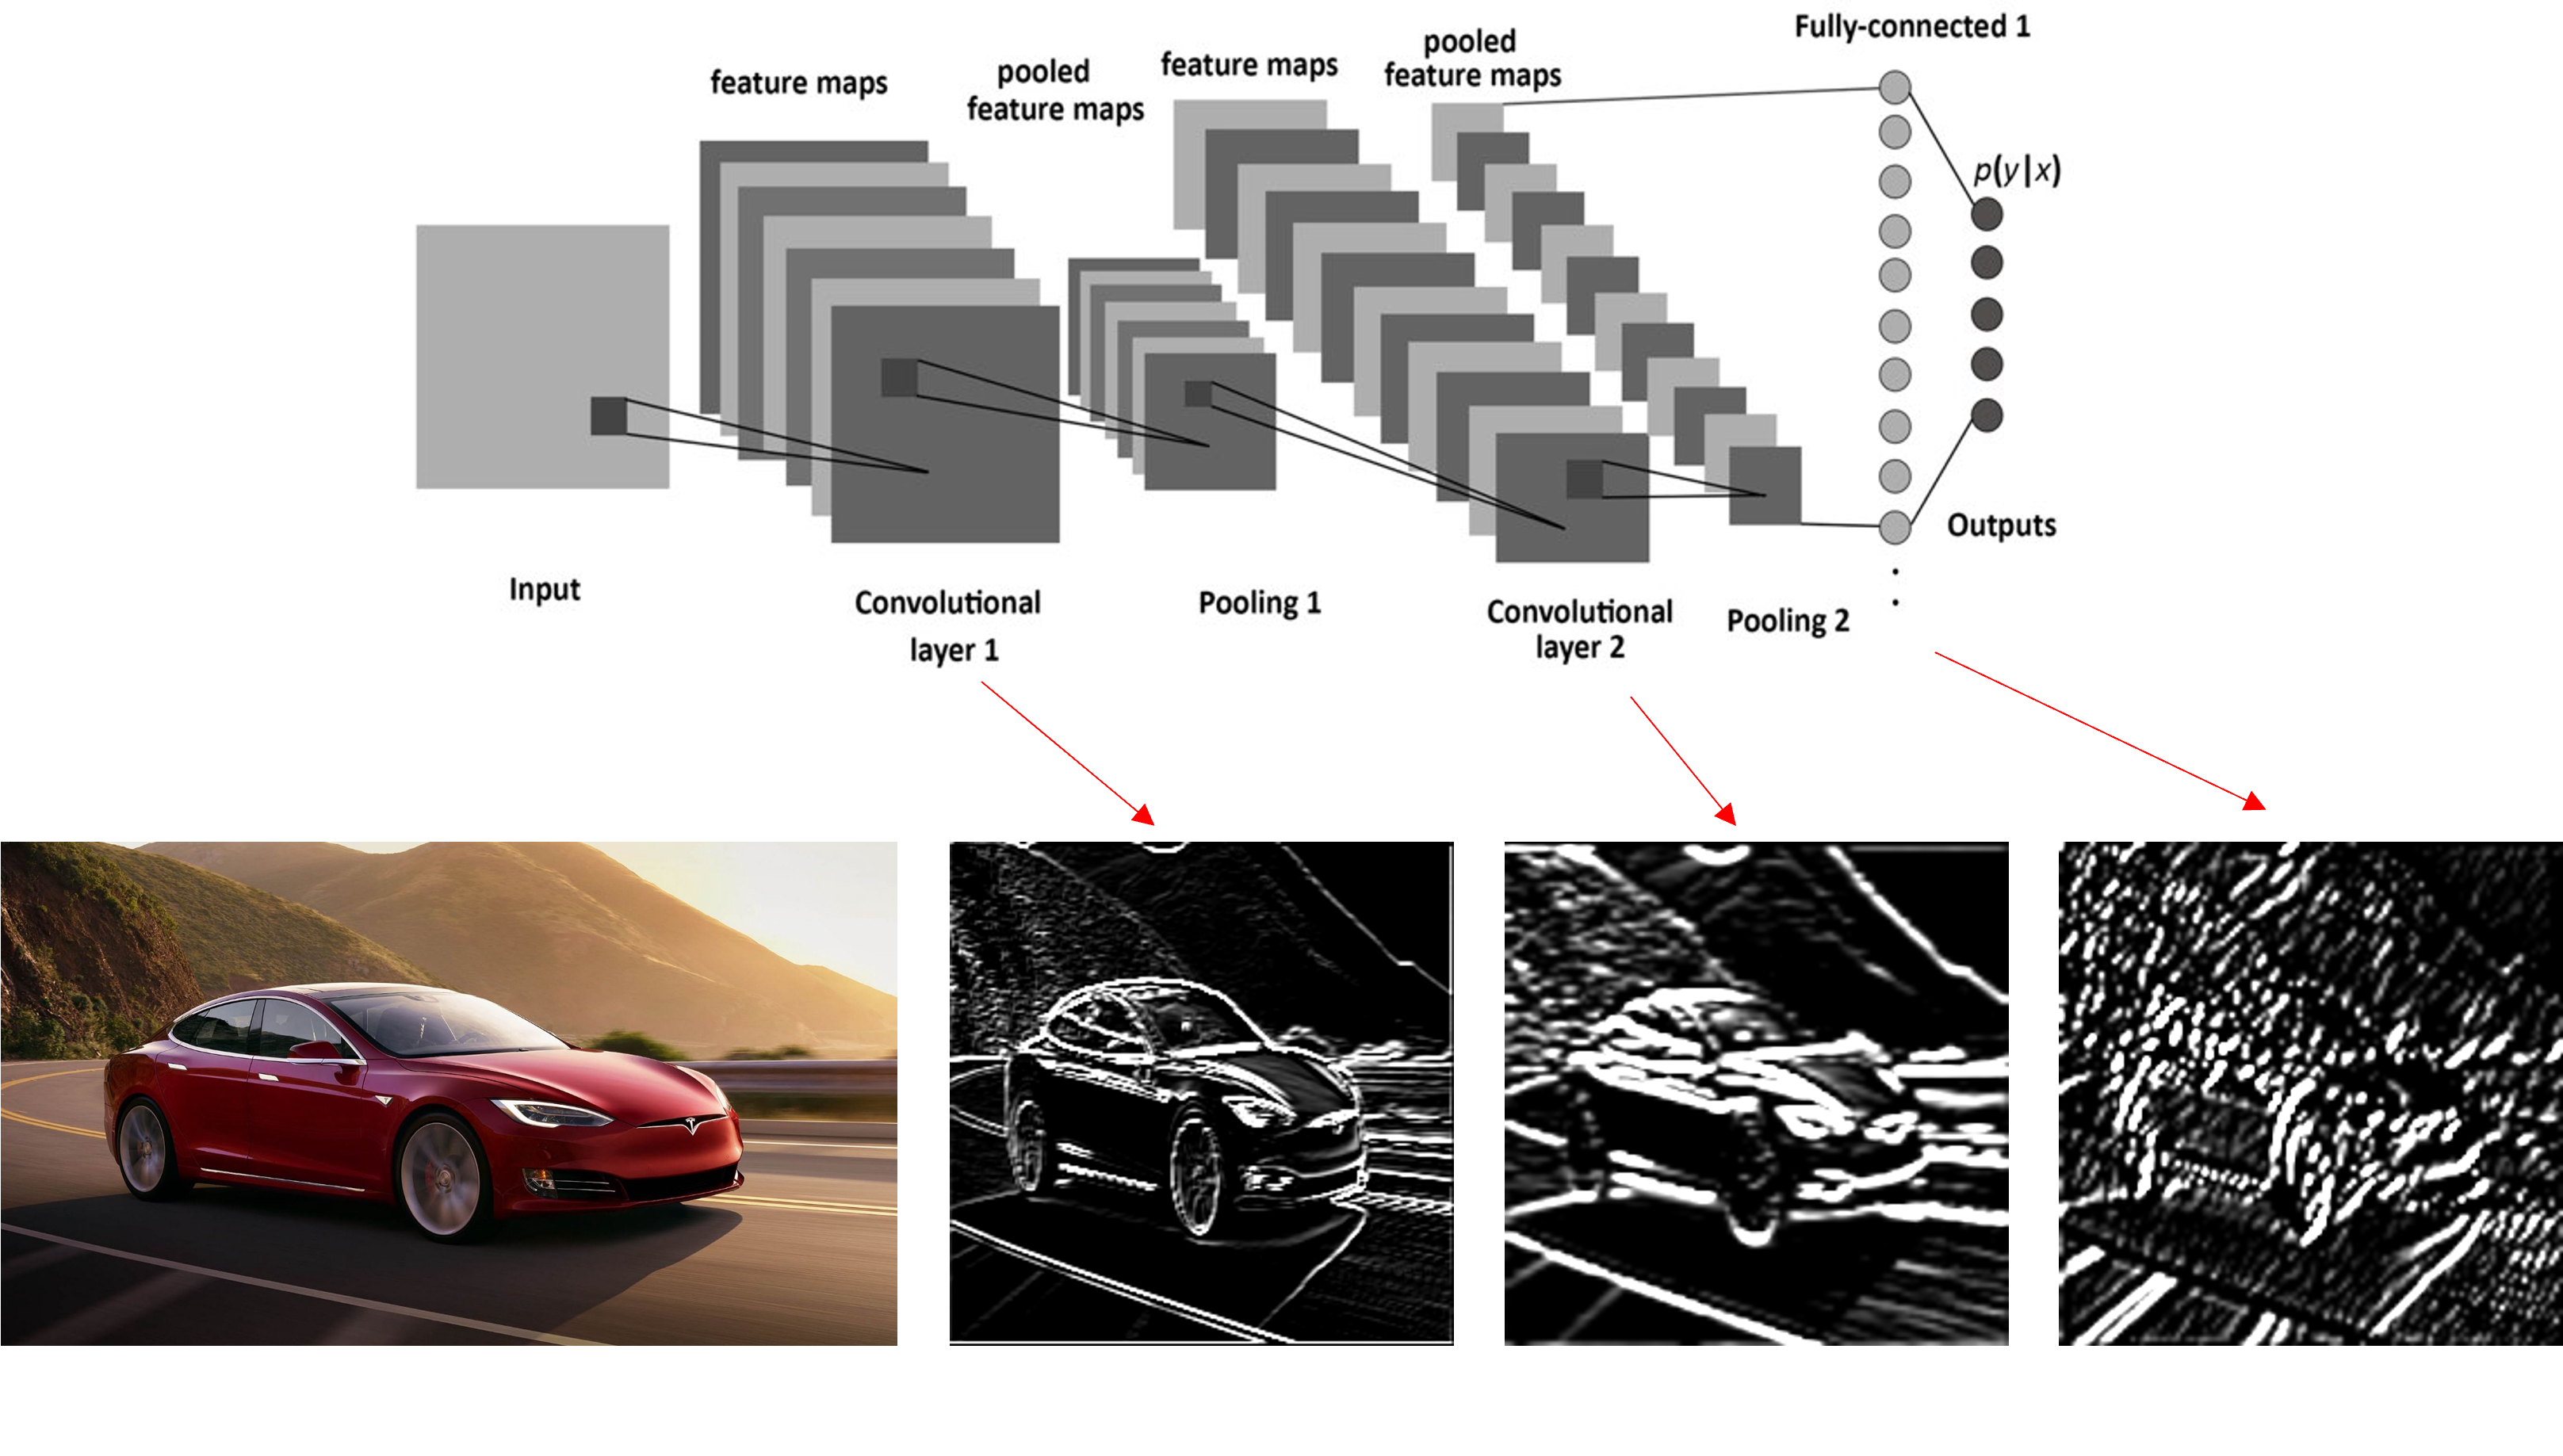 Fully-connected 1
pooled
feature maps
feature maps
pooled
feature maps
feature maps
p(y|x)
Outputs
Input
Convolutional
layer 1
Pooling 1
Convolutional
layer 2
Pooling 2